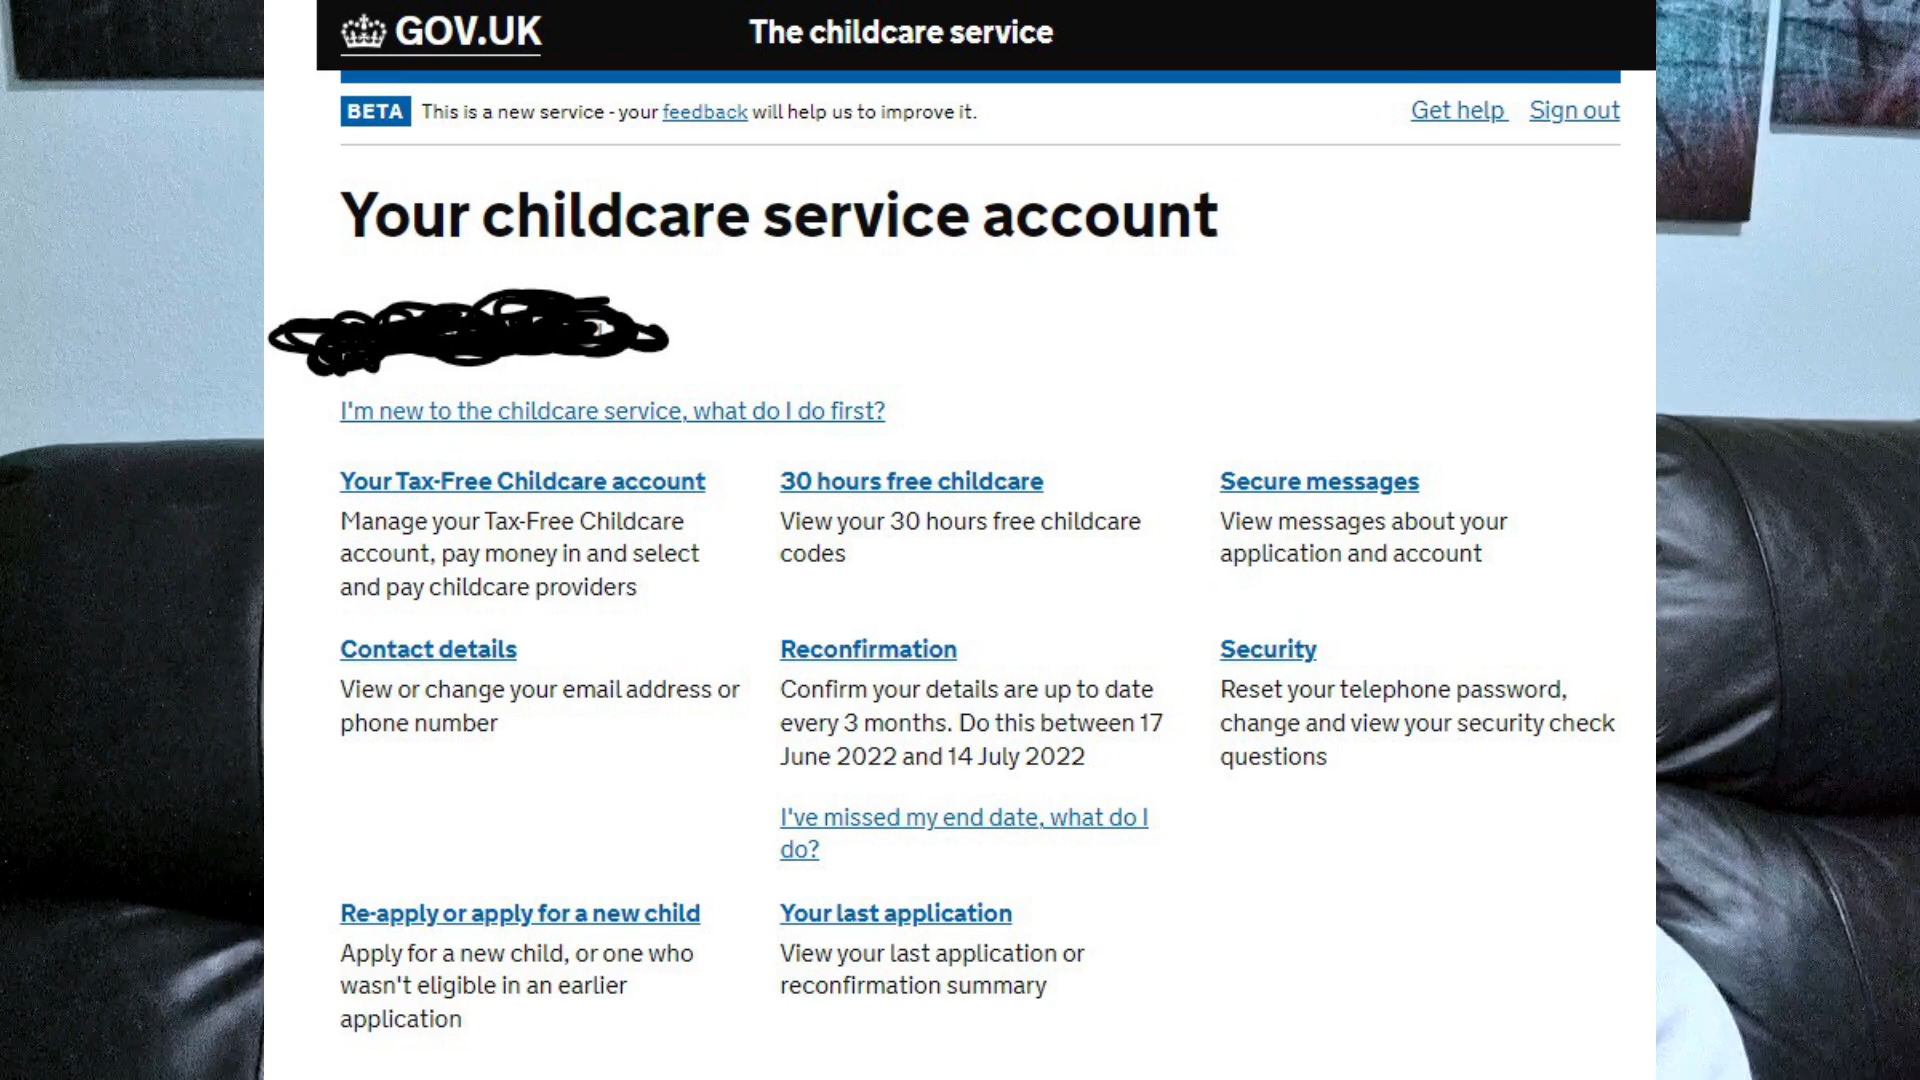 GOV.UK The childcare service
BETA This is a new service - your feedback will help us to improve it. Get help Sign out
Your childcare service account
I'm new to the childcare service, what do I do first?
Your Tax-Free Childcare account
Manage your Tax-Free Childcare
account, pay money in and select
and pay childcare providers
30 hours free childcare
View your 30 hours free childcare
codes
Secure messages
View messages about your
application and account
Contact details
View or change your email address or
phone number
Reconfirmation
Confirm your details are up to date
every 3 months. Do this between 17
June 2022 and 14 July 2022
I've missed my end date, what do I
do?
Security
Reset your telephone password,
change and view your security check
questions
Re-apply or apply for a new child
Apply for a new child, or one who
wasn't eligible in an earlier
application
Your last application
View your last application or
reconfirmation summary